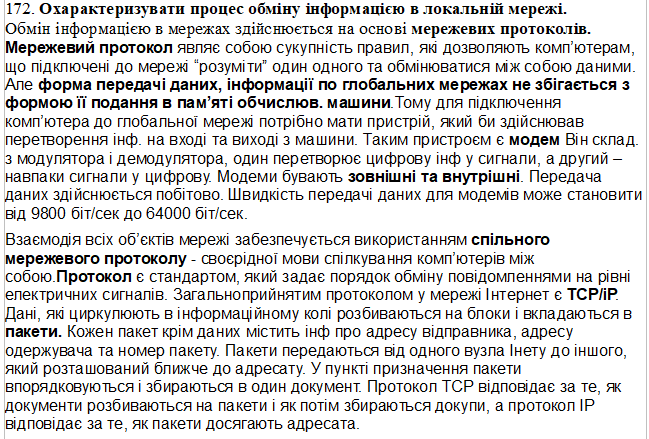 172. Охарактеризувати процес обміну інформацією в локальній мережі.
Обмін інформацією в мережах здійснюється на основі мережевих протоколів.
Мережевий протокол являє собою сукупність правил, які дозволяють комп'ютерам,
що підключені до мережі “розуміти” один одного та обмінюватися між собою даними.
Але форма передачі даних, інформації по глобальних мережах не збігається з
формою її подання в пам’яті обчислюв. машини.Тому для підключення
комп’ютера до глобальної мережі потрібно мати пристрій, який би здійснював
перетворення інф. на вході та виході з машини. Таким пристроєм є модем Він склад.
з модулятора і демодулятора, один перетворює цифрову інф у сигнали, а другий –
навпаки сигнали у цифрову. Модеми бувають зовнішні та внутрішні. Передача
даних здійснюється побітово. Швидкість передачі даних для модемів може становити
від 9800 біт/сек до 64000 біт/сек.
Взаємодія всіх об’єктів мережі забезпечується використанням спільного
мережевого протоколу - своєрідної мови спілкування комп’ютерів між
собою.Протокол є стандартом, який задає порядок обміну повідомленнями на рівні
електричних сигналів. Загальноприйнятим протоколом у мережі Інтернет є TCP/iP.
Дані, які циркулюють в інформаційному колі розбиваються на блоки і вкладаються в
пакети. Кожен пакет крім даних містить інф про адресу відправника, адресу
одержувача та номер пакету. Пакети передаються від одного вузла Інету до іншого,
який розташований ближче до адресату. У пункті призначення пакети
впорядковуються і збираються в один документ. Протокол TCP відповідає за те, як
документи розбиваються на пакети і як потім збираються докупи, а протокол IP
відповідає за те, як пакети досягають адресата.